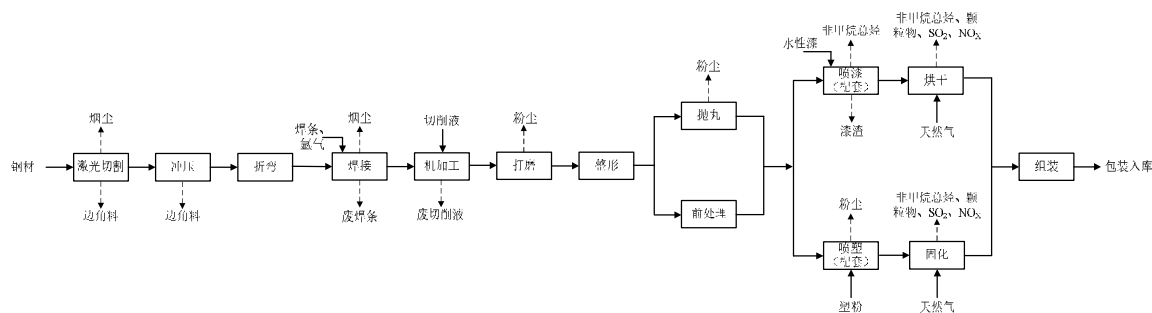 非甲烷总烃
非甲烷总烃、颗
粒物、SO2、NOX
水性漆
粉尘
喷漆
（配套）
烘干
烟尘
焊条、
氩气
烟尘
切削液
粉尘
抛丸
漆渣
天然气
钢材
激光切割
冲压
折弯
焊接
机加工
打磨
整形
组装
包装入库
边角料
边角料
废焊条
废切削液
前处理
粉尘
非甲烷总烃、颗
粒物、SO2、NOX
喷塑
（配套）
固化
塑粉
天然气